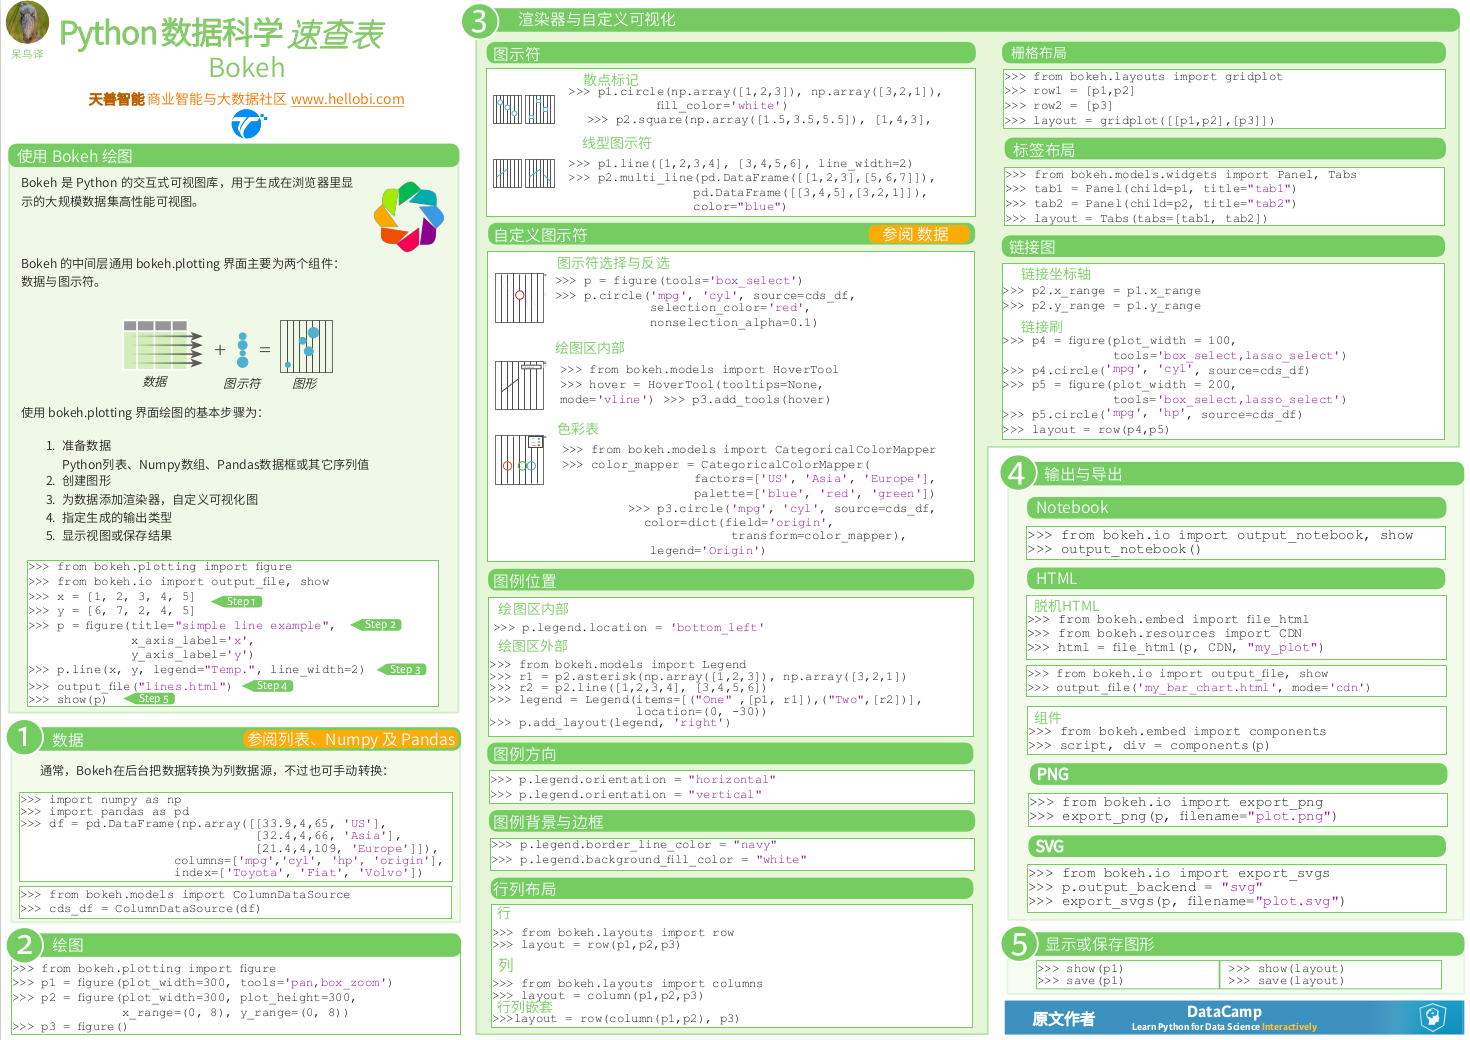 呆鸟译
Python 数据科学 速查表
Bokeh
天善智能 商业智能与大数据社区 www.hellobi.com
使用 Bokeh 绘图
Bokeh 是 Python 的交互式可视图库，用于生成在浏览器里显
示的大规模数据集高性能可视图。
Bokeh 的中间层通用 bokeh.plotting 界面主要为两个组件：
数据与图示符。
+ =
数据 图示符 图形
使用 bokeh.plotting 界面绘图的基本步骤为：
1. 准备数据
Python列表、Numpy数组、Pandas数据框或其它序列值
2. 创建图形
3. 为数据添加渲染器，自定义可视化图
4. 指定生成的输出类型
5. 显示视图或保存结果
>>> from bokeh.plotting import figure
>>> from bokeh.io import output_file, show
>>> x = [1, 2, 3, 4, 5] Step 1
>>> y = [6, 7, 2, 4, 5]
>>> p = figure(title="simple line example", Step 2
x_axis_label='x',
y_axis_label='y')
>>> p.line(x, y, legend="Temp.", line_width=2) Step 3
>>> output_file("lines.html") Step 4
>>> show(p) Step 5
1 数据 参阅列表、Numpy 及 Pandas
通常，Bokeh在后台把数据转换为列数据源，不过也可手动转换：
>>> import numpy as np
>>> import pandas as pd
>>> df = pd.DataFrame(np.array([[33.9,4,65, 'US'],
[32.4,4,66, 'Asia'],
[21.4,4,109, 'Europe']]),
columns=['mpg','cyl', 'hp', 'origin'],
index=['Toyota', 'Fiat', 'Volvo'])
>>> from bokeh.models import ColumnDataSource
>>> cds_df = ColumnDataSource(df)
2 绘图
>>> from bokeh.plotting import figure
>>> p1 = figure(plot_width=300, tools='pan,box_zoom')
>>> p2 = figure(plot_width=300, plot_height=300,
x_range=(0, 8), y_range=(0, 8))
>>> p3 = figure()
3 渲染器与自定义可视化
图示符
散点标记
>>> p1.circle(np.array([1,2,3]), np.array([3,2,1]),
fill_color='white')
>>> p2.square(np.array([1.5,3.5,5.5]), [1,4,3],
线型图示符
>>> p1.line([1,2,3,4], [3,4,5,6], line_width=2)
>>> p2.multi_line(pd.DataFrame([[1,2,3],[5,6,7]]),
pd.DataFrame([[3,4,5],[3,2,1]]),
color="blue")
自定义图示符 参阅 数据
图示符选择与反选
>>> p = figure(tools='box_select')
>>> p.circle('mpg', 'cyl', source=cds_df,
selection_color='red',
nonselection_alpha=0.1)
绘图区内部
>>> from bokeh.models import HoverTool
>>> hover = HoverTool(tooltips=None,
mode='vline') >>> p3.add_tools(hover)
色彩表
>>> from bokeh.models import CategoricalColorMapper
>>> color_mapper = CategoricalColorMapper(
factors=['US', 'Asia', 'Europe'],
palette=['blue', 'red', 'green'])
>>> p3.circle('mpg', 'cyl', source=cds_df,
color=dict(field='origin',
transform=color_mapper),
legend='Origin')
图例位置
绘图区内部
>>> p.legend.location = 'bottom_left'
绘图区外部
>>> from bokeh.models import Legend
>>> r1 = p2.asterisk(np.array([1,2,3]), np.array([3,2,1])
>>> r2 = p2.line([1,2,3,4], [3,4,5,6])
>>> legend = Legend(items=[("One" ,[p1, r1]),("Two",[r2])],
location=(0, -30))
>>> p.add_layout(legend, 'right')
图例方向
>>> p.legend.orientation = "horizontal"
>>> p.legend.orientation = "vertical"
图例背景与边框
>>> p.legend.border_line_color = "navy"
>>> p.legend.background_fill_color = "white"
行列布局
行
>>> from bokeh.layouts import row
>>> layout = row(p1,p2,p3)
列
>>> from bokeh.layouts import columns
>>> layout = column(p1,p2,p3)
行列嵌套
>>>layout = row(column(p1,p2), p3)
栅格布局
>>> from bokeh.layouts import gridplot
>>> row1 = [p1,p2]
>>> row2 = [p3]
>>> layout = gridplot([[p1,p2],[p3]])
标签布局
>>> from bokeh.models.widgets import Panel, Tabs
>>> tab1 = Panel(child=p1, title="tab1")
>>> tab2 = Panel(child=p2, title="tab2")
>>> layout = Tabs(tabs=[tab1, tab2])
链接图
链接坐标轴
>>> p2.x_range = p1.x_range
>>> p2.y_range = p1.y_range
链接刷
>>> p4 = figure(plot_width = 100,
tools='box_select,lasso_select')
>>> p4.circle('mpg', 'cyl', source=cds_df)
>>> p5 = figure(plot_width = 200,
tools='box_select,lasso_select')
>>> p5.circle('mpg', 'hp', source=cds_df)
>>> layout = row(p4,p5)
4 输出与导出
Notebook
>>> from bokeh.io import output_notebook, show
>>> output_notebook()
HTML
脱机HTML
>>> from bokeh.embed import file_html
>>> from bokeh.resources import CDN
>>> html = file_html(p, CDN, "my_plot")
>>> from bokeh.io import output_file, show
>>> output_file('my_bar_chart.html', mode='cdn')
组件
>>> from bokeh.embed import components
>>> script, div = components(p)
PNG
>>> from bokeh.io import export_png
>>> export_png(p, filename="plot.png")
SVG
>>> from bokeh.io import export_svgs
>>> p.output_backend = "svg"
>>> export_svgs(p, filename="plot.svg")
5 显示或保存图形
>>> show(p1) >>> show(layout)
>>> save(p1) >>> save(layout)
原文作者 DataCamp
Learn Python for Data Science Interactively